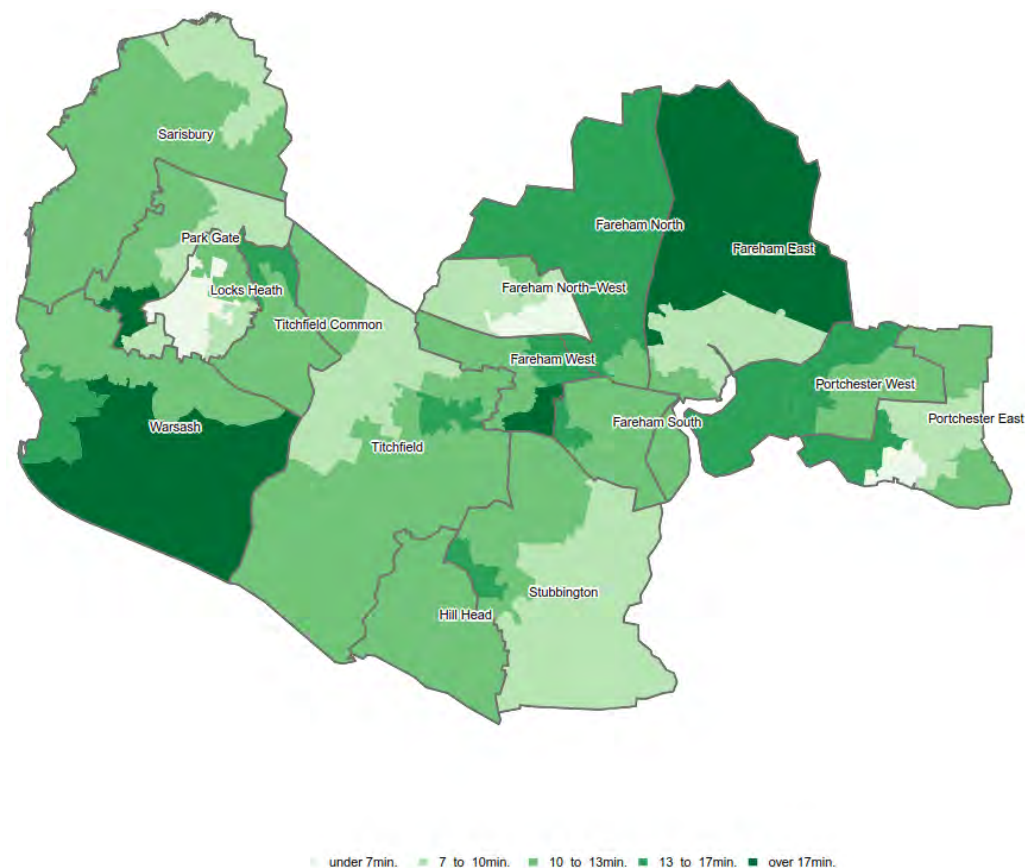 Sarisbury
Fareham North
Park Gate
Fareham East
Locks Heath
Fareham North-West
Titchfield Common
Fareham West
Portchester West
Warsash
Fareham South
Portchester East
Titchfield
Stubbington
Hill Head
under 7min. 7 to 10min. 10 to 13min. 13 to 17min. over 17min.